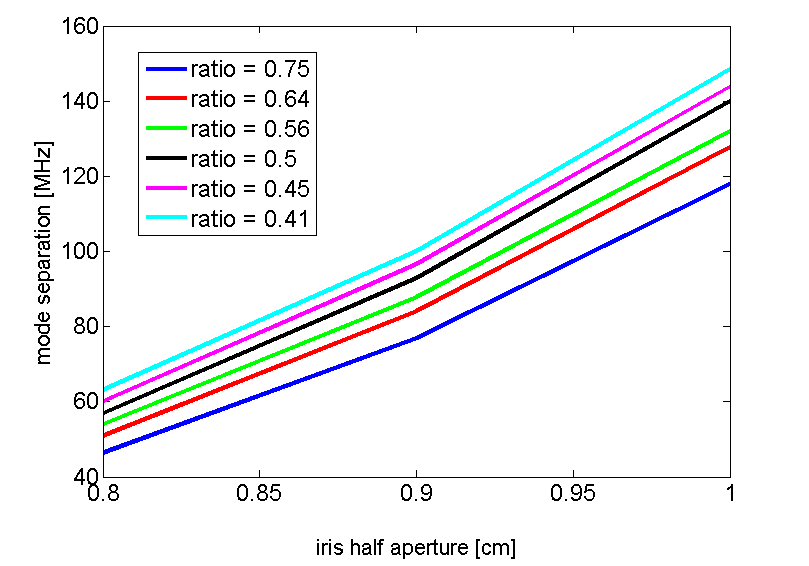 160
140
120
100
80
60
40
mode separation [MHz]
ratio = 0.75
ratio = 0.64
ratio = 0.56
ratio = 0.5
ratio = 0.45
ratio = 0.41
0.8 0.85 0.9 0.95 1
iris half aperture [cm]